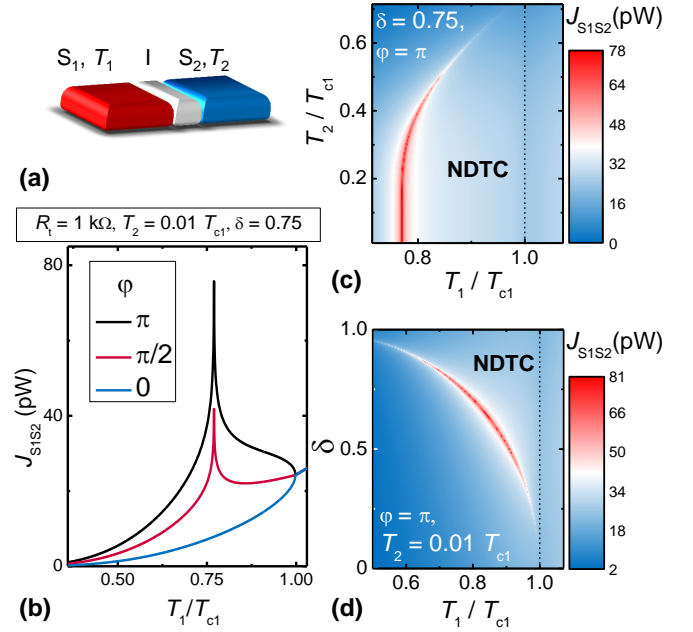 S1, T1 I S2,T2
(a)
Rt = 1 kΩ, T2 = 0.01 Tc1, δ = 0.75
80
40
0
JS1S2 (pW)
φ
π
π/2
0
0.50 0.75 1.00
T1/Tc1
(b)
δ = 0.75,
φ = π
NDTC
0.6
0.4
0.2
T2 / Tc1
0.8 1.0
T1 / Tc1
(c)
JS1S2(pW)
78
64
48
32
18
0
1.0
0.5
0
δ
NDTC
φ = π,
T2 = 0.01 Tc1
0.6 0.8 1.0
T1 / Tc1
(d)
JS1S2(pW)
81
66
50
34
18
2